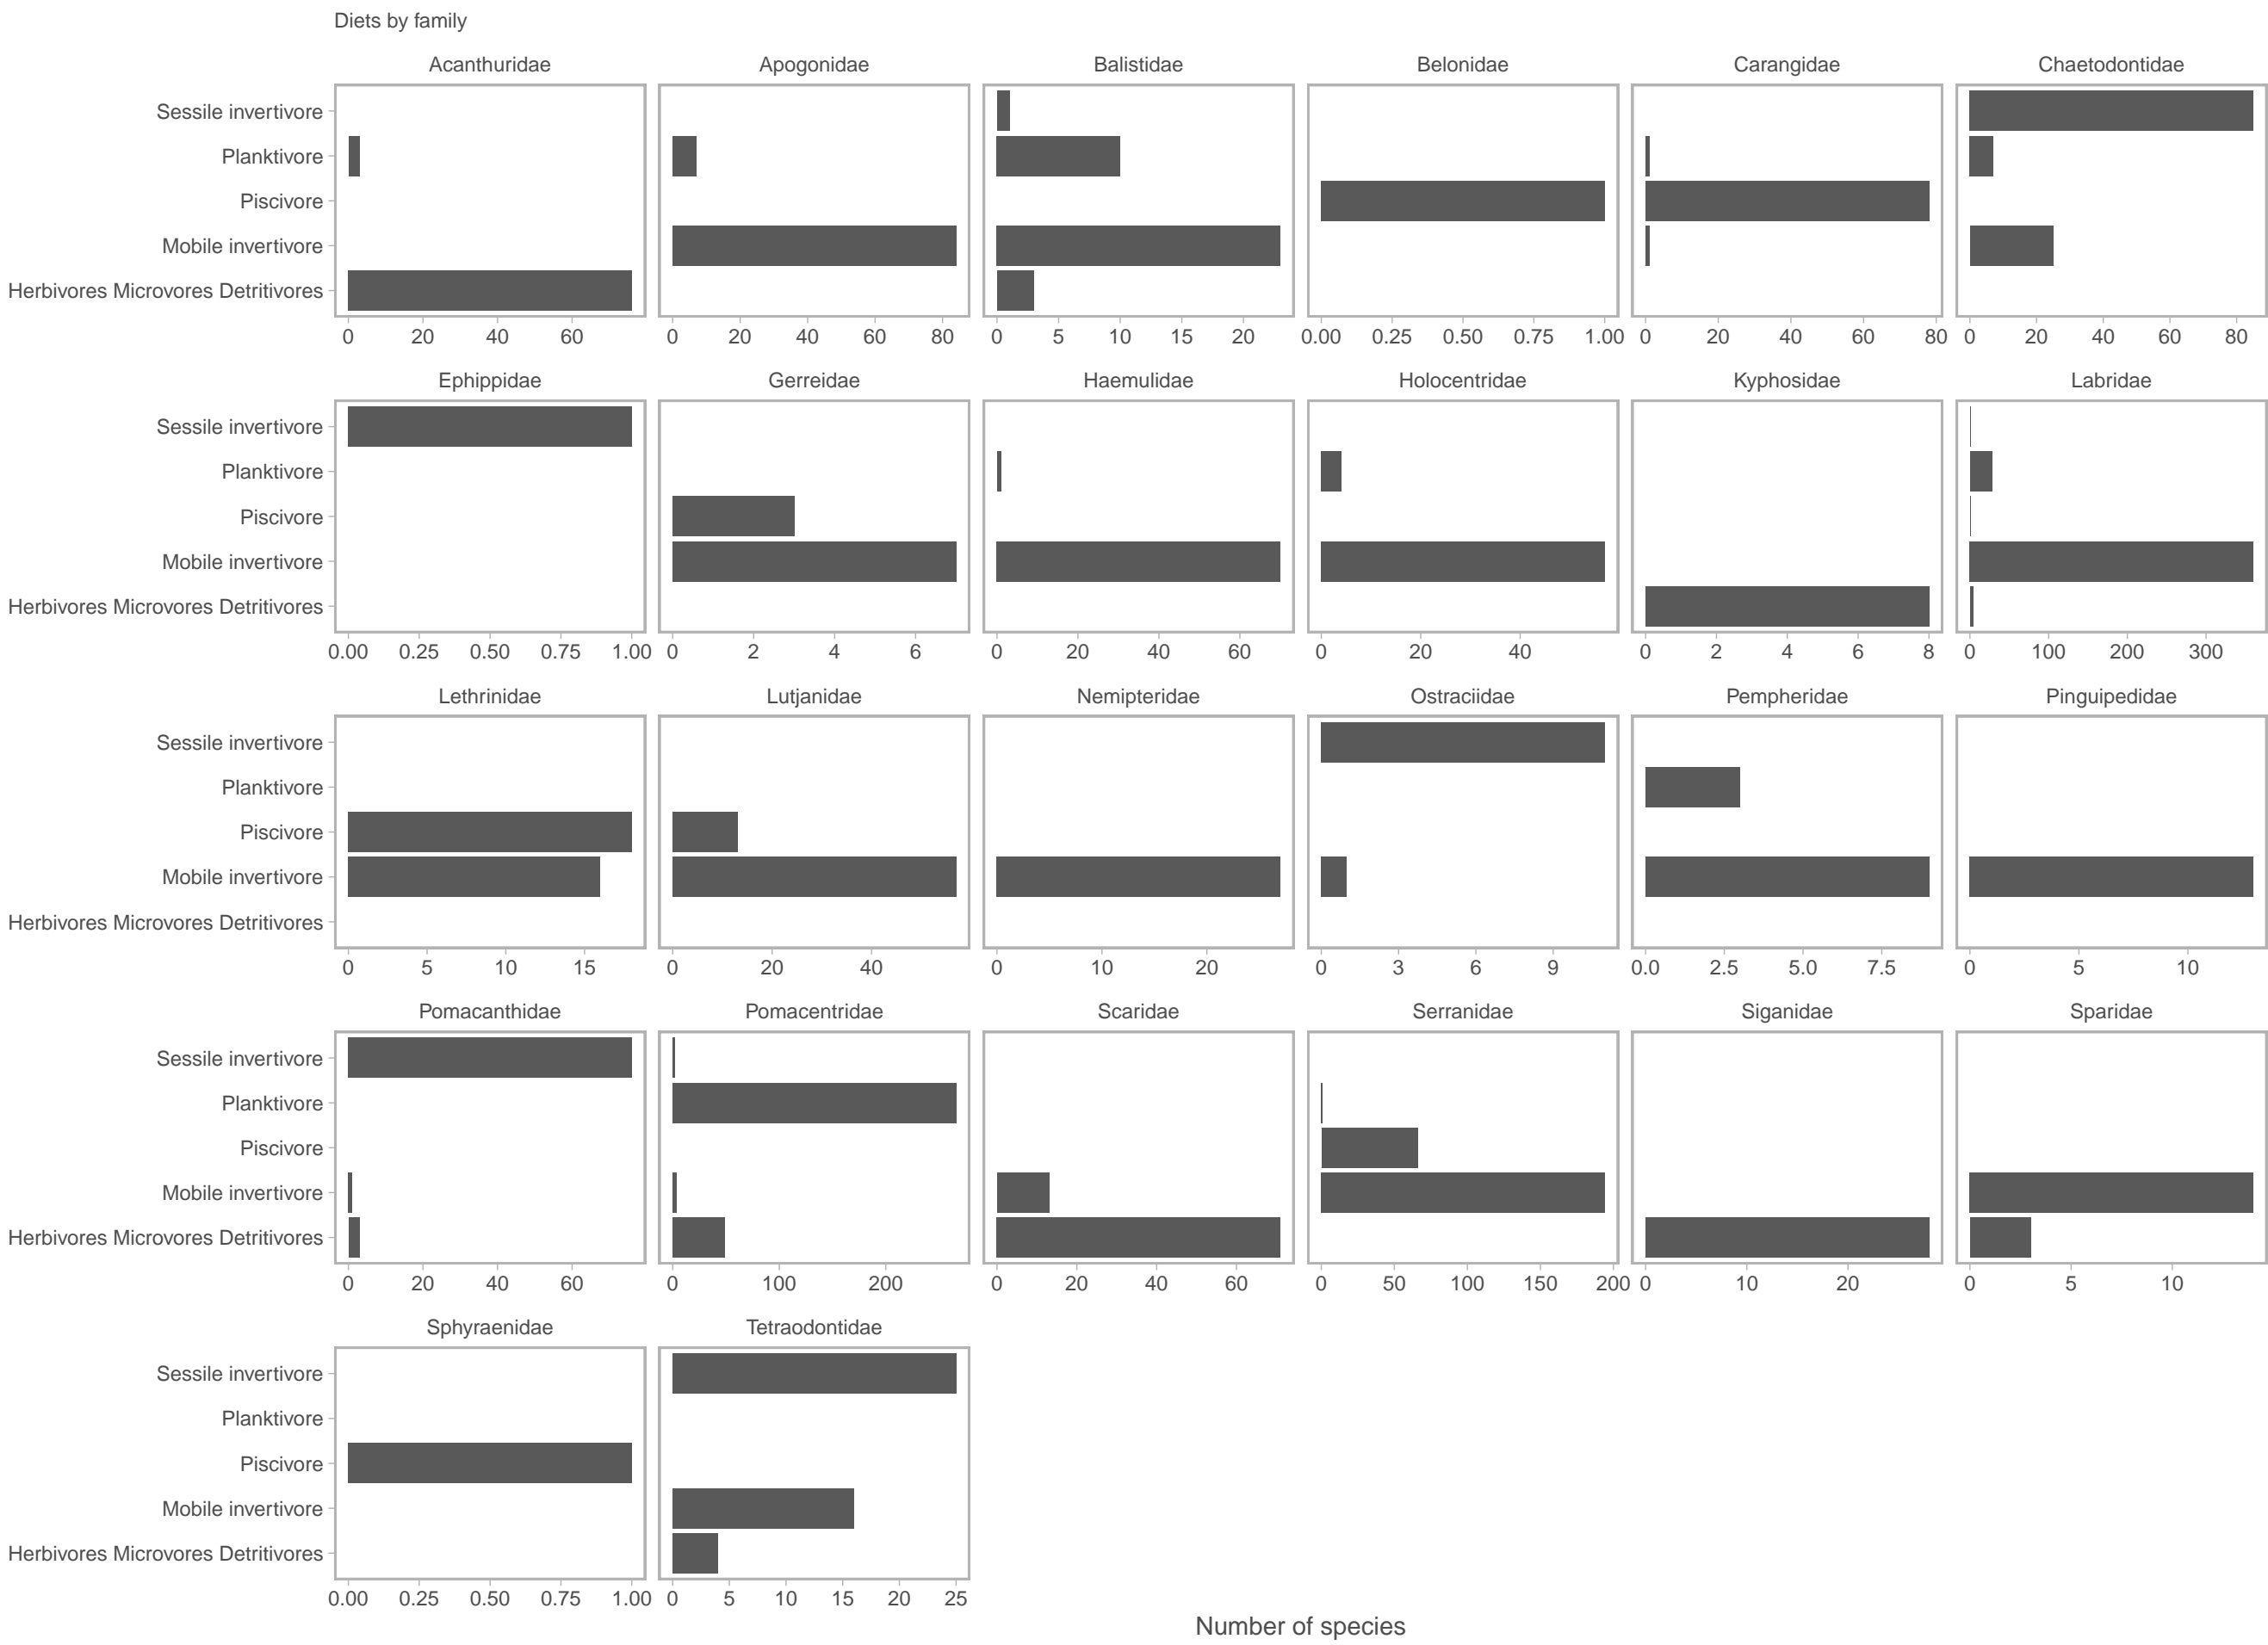 Diets by family
Acanthuridae Apogonidae Balistidae Belonidae Carangidae Chaetodontidae
Sessile invertivore
Planktivore
Piscivore
Mobile invertivore
Herbivores Microvores Detritivores
0 20 40 60 0 20 40 60 80 0 5 10 15 20 0.00 0.25 0.50 0.75 1.00 0 20 40 60 80 0 20 40 60 80
Ephippidae Gerreidae Haemulidae Holocentridae Kyphosidae Labridae
Sessile invertivore
Planktivore
Piscivore
Mobile invertivore
Herbivores Microvores Detritivores
0.00 0.25 0.50 0.75 1.00 0 2 4 6 0 20 40 60 0 20 40 0 2 4 6 8 0 100 200 300
Lethrinidae Lutjanidae Nemipteridae Ostraciidae Pempheridae Pinguipedidae
Sessile invertivore
Planktivore
Piscivore
Mobile invertivore
Herbivores Microvores Detritivores
0 5 10 15 0 20 40 0 10 20 0 3 6 9 0.0 2.5 5.0 7.5 0 5 10
Pomacanthidae Pomacentridae Scaridae Serranidae Siganidae Sparidae
Sessile invertivore
Planktivore
Piscivore
Mobile invertivore
Herbivores Microvores Detritivores
0 20 40 60 0 100 200 0 20 40 60 0 50 100 150 200 0 10 20 0 5 10
Sphyraenidae Tetraodontidae
Sessile invertivore
Planktivore
Piscivore
Mobile invertivore
Herbivores Microvores Detritivores
0.00 0.25 0.50 0.75 1.00 0 5 10 15 20 25
Number of species